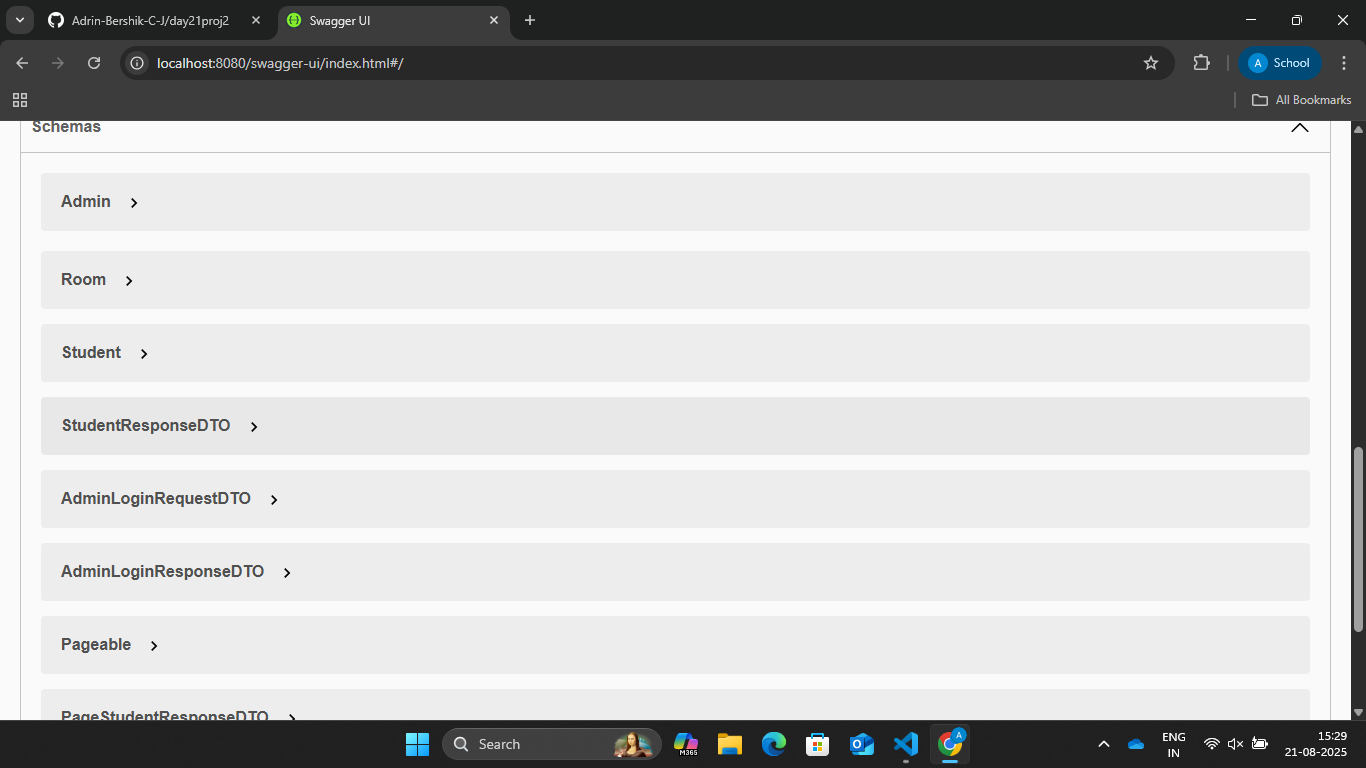 Adrin-Bershik-C-J/day21proj2
Swagger UI
localhost:8080/swagger-ui/index.html#/
A School
All Bookmarks
Schemas
Admin
Room
Student
StudentResponseDTO
AdminLoginRequestDTO
AdminLoginResponseDTO
Pageable
PageStudentResponseDTO
Search
M365
A
ENG
IN
15:29
21-08-2025